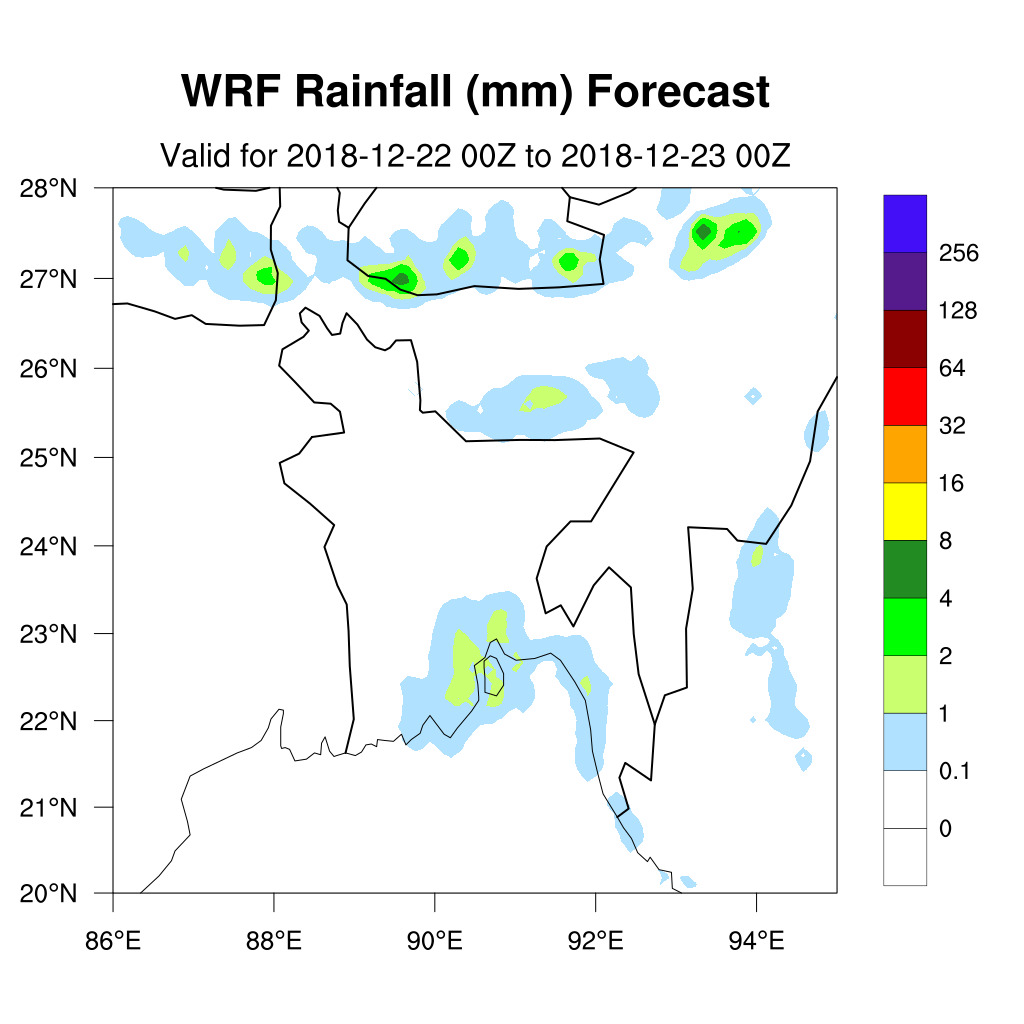 WRF Rainfall (mm) Forecast
Valid for 2018-12-22 00Z to 2018-12-23 00Z
28°N
27°N
26°N
25°N
24°N
23°N
22°N
21°N
20°N
86°E 88°E 90°E 92°E 94°E
256
128
64
32
16
8
4
2
1
0.1
0